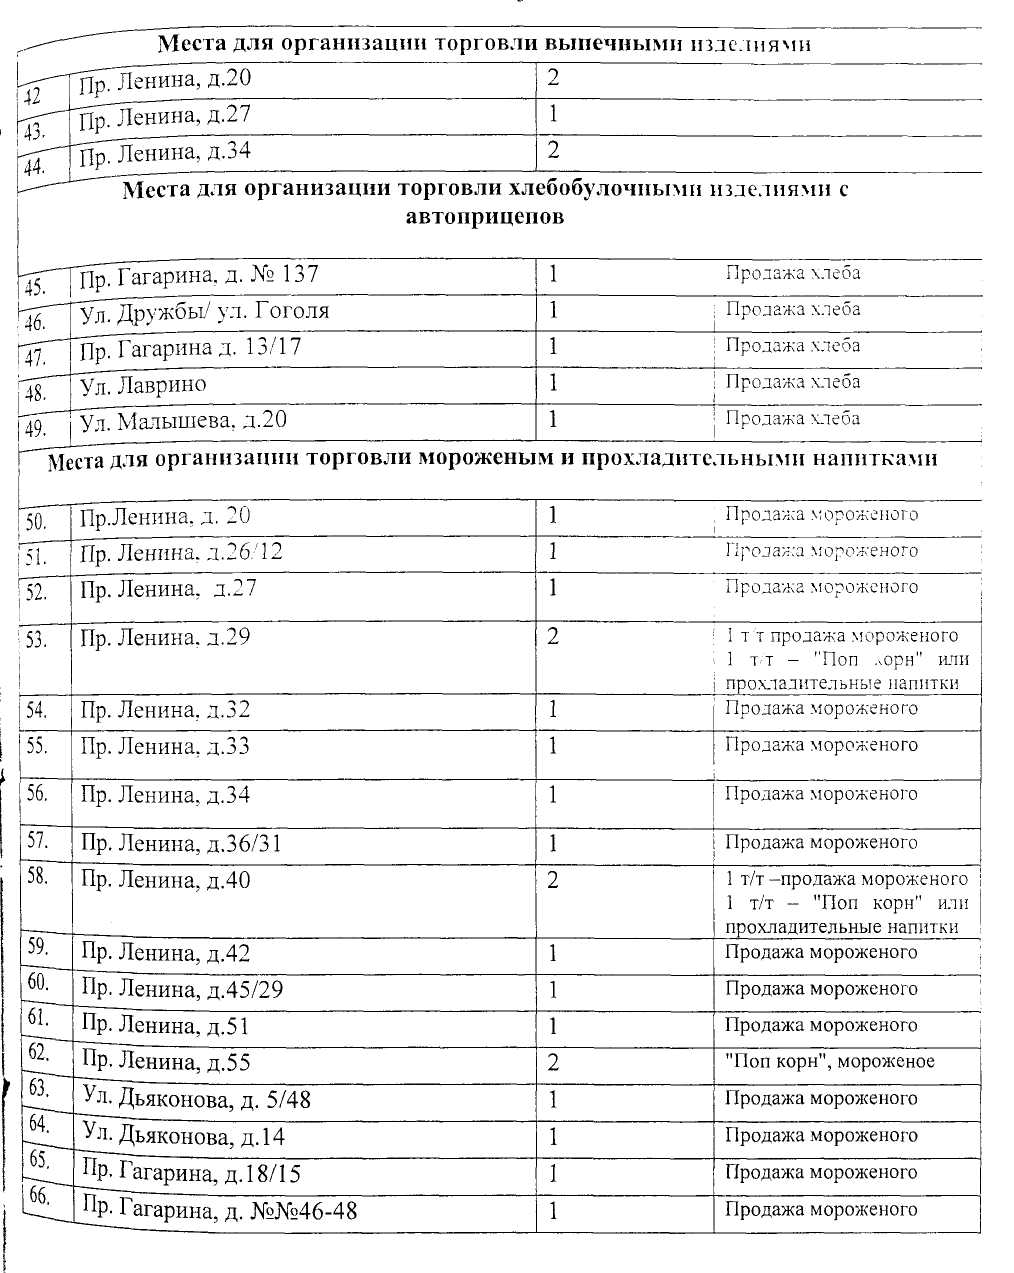 Места для организации торговли выпечными изделиями
42 Пр. Ленина, д.20 2
43. Пр. Ленина, д.27 1
44. Пр. Ленина, д.34 2
Места для организации торговли хлебобулочными изделиями с
автоприцепов
45. Пр. Гагарина, д. № 137 1 Продажа хлеба
46. Ул. Дружбы/ ул. Гоголя 1 Продажа хлеба
47. Пр. Гагарина д. 13/17 1 Продажа хлеба
48. Ул. Лаврино 1 Продажа хлеба
49. Ул. Малышева, д.20 1 Продажа хлеба
Места для организации торговли мороженым и прохладительными напитками
50. Пр.Ленина, д. 20 1 Продажа мороженого
51. Пр. Ленина, д.26/12 1 Продажа мороженого
52. Пр. Ленина, д.27 1 Продажа мороженого
53. Пр. Ленина, д.29 2 1 т/т продажа мороженого
1 т/т – "Поп корн" или
прохладительные напитки
54. Пр. Ленина, д.32 1 Продажа мороженого
55. Пр. Ленина, д.33 1 Продажа мороженого
56. Пр. Ленина, д.34 1 Продажа мороженого
57. Пр. Ленина, д.36/31 1 Продажа мороженого
58. Пр. Ленина, д.40 2 1 т/т –продажа мороженого
1 т/т – "Поп корн" или
прохладительные напитки
59. Пр. Ленина, д.42 1 Продажа мороженого
60. Пр. Ленина, д.45/29 1 Продажа мороженого
61. Пр. Ленина, д.51 1 Продажа мороженого
62. Пр. Ленина, д.55 2 "Поп корн", мороженое
63. Ул. Дьяконова, д. 5/48 1 Продажа мороженого
64. Ул. Дьяконова, д.14 1 Продажа мороженого
65. Пр. Гагарина, д.18/15 1 Продажа мороженого
66. Пр. Гагарина, д. №№46-48 1 Продажа мороженого